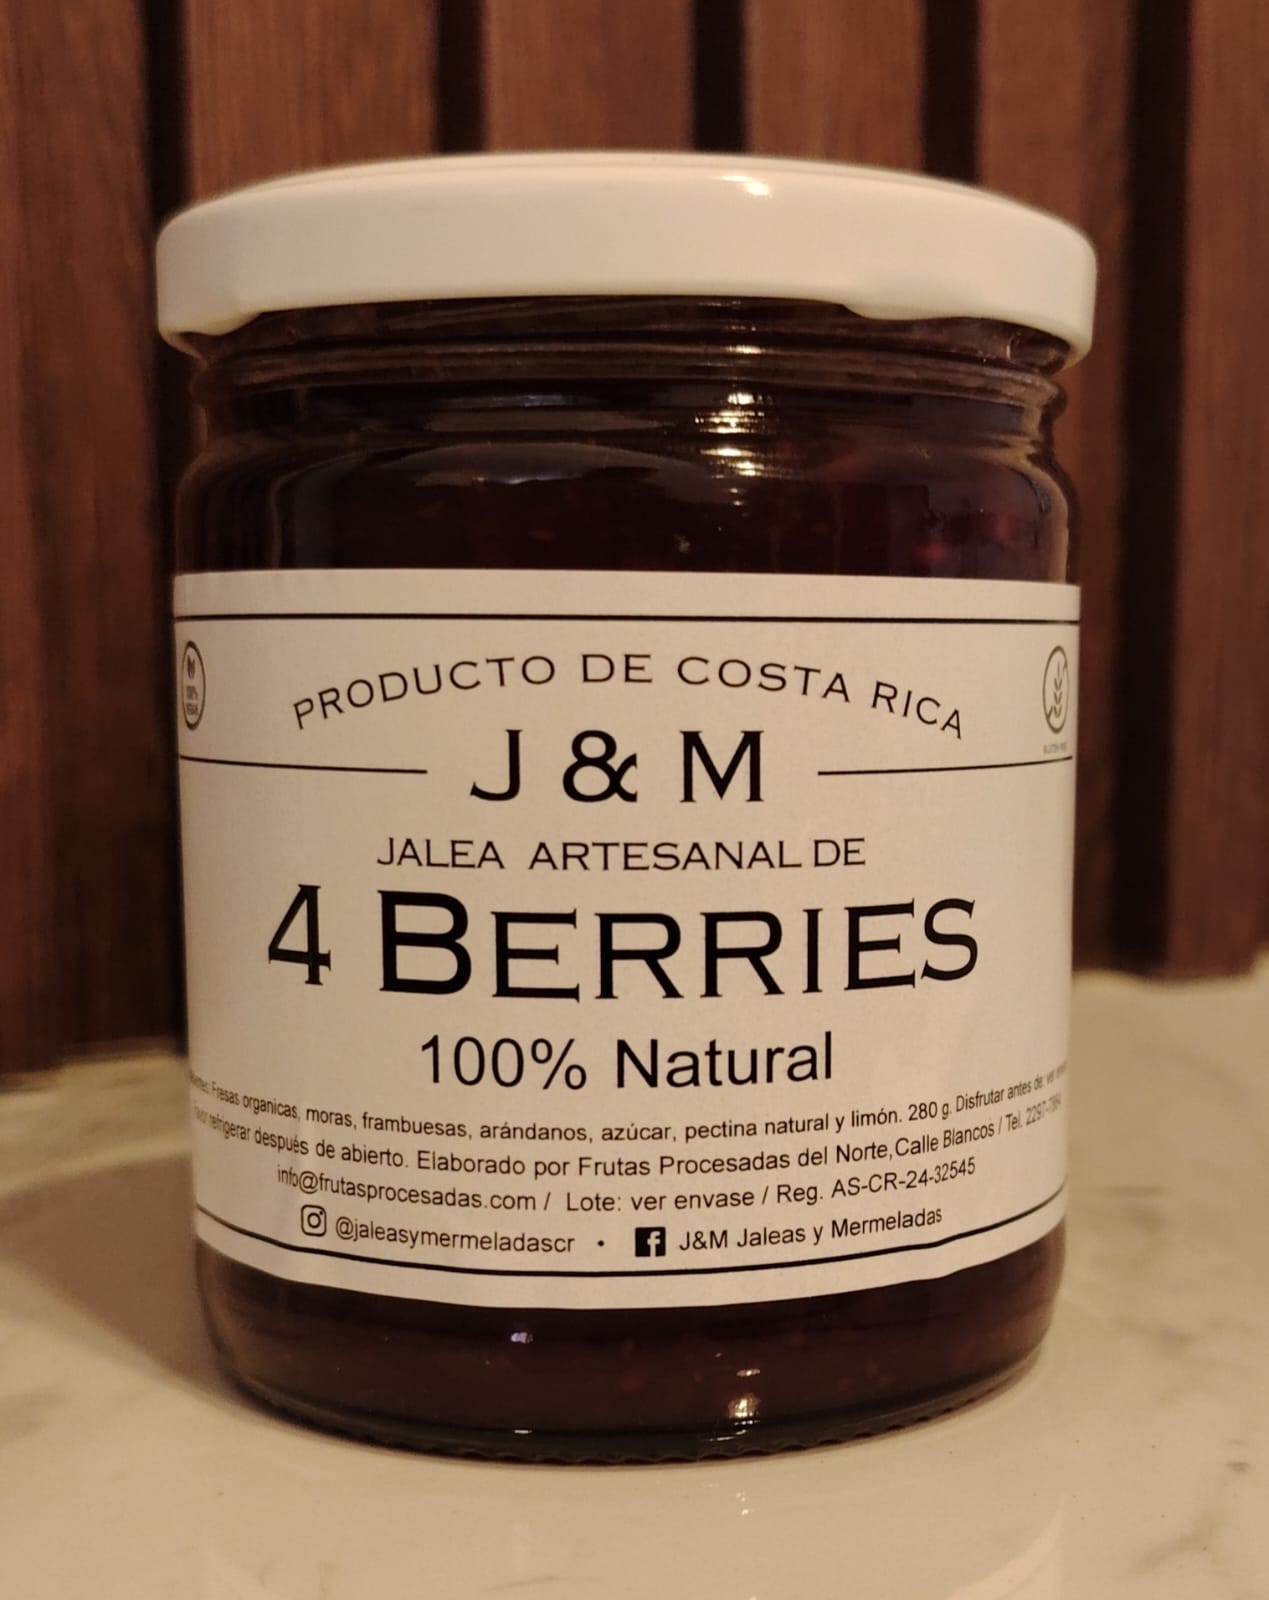 PRODUCTO DE COSTA RICA
J & M
JALEA ARTESANAL DE
4 BERRIES
100% Natural
Fresas organicas, moras, frambuesas, arándanos, azúcar, pectina natural y limón. 280 g. Disfrutar antes de: ver
refrigerar después de abierto. Elaborado por Frutas Procesadas del Norte, Calle Blancos / Tel.
info@frutasprocesadas.com / Lote: ver envase / Reg. AS-CR-24-32545
@jaleasymermeladascr • J&M Jaleas y Mermeladas